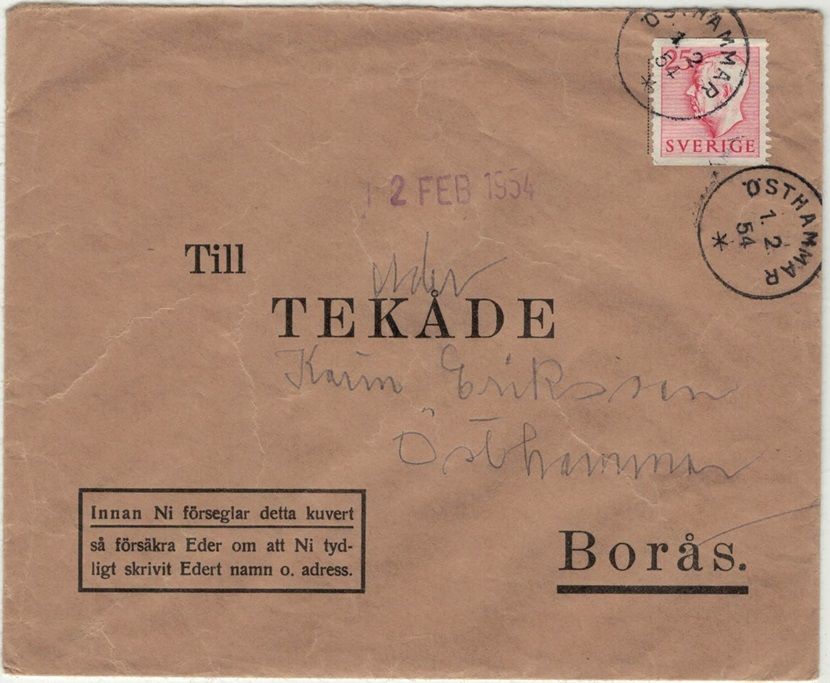 ÖSTHAMMAR
1 2
54
25
SVERIGE
ÖSTHAMMAR
1. 2
54
2 FEB 1954
Till
TEKÅDE
Karin Eriksson
Östhammar
Innan Ni förseglar detta kuvert
så försäkra Eder om att Ni tyd-
ligt skrivit Edert namn o. adress.
Borås.